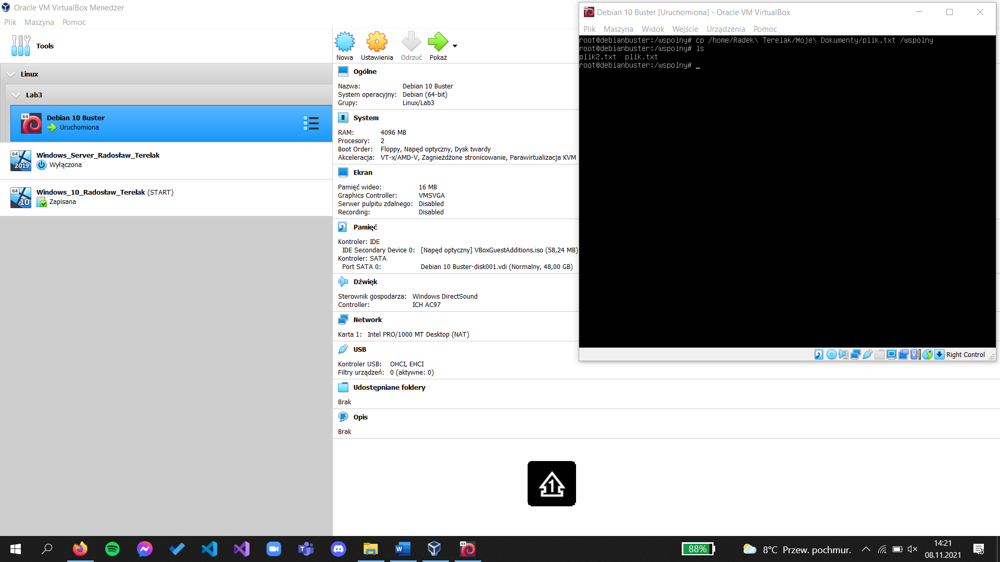 Oracle VM VirtualBox Menedżer
Plik Maszyna Pomoc
Tools
Linux
Lab3
64
Debian 10 Buster
Uruchomiona
64
2019
Windows_Server_Radosław_Terelak
Wyłączona
64
10
Windows_10_Radosław_Terelak (START)
Zapisana
Nowa Ustawienia Odrzuć Pokaż
Ogólne
Nazwa: Debian 10 Buster
System operacyjny: Debian (64-bit)
Grupy: Linux/Lab3
System
RAM: 4096 MB
Procesory: 2
Boot Order: Floppy, Napęd optyczny, Dysk twardy
Akceleracja: VT-x/AMD-V, Zagnieżdżone stronicowanie, Parawirtualizacja KVM
Ekran
Pamięć wideo: 16 MB
Graphics Controller: VMSVGA
Serwer pulpitu zdalnego: Disabled
Recording: Disabled
Pamięć
Kontroler: IDE
IDE Secondary Device 0: [Napęd optyczny] VBoxGuestAdditions.iso (58,24 MB)
Kontroler: SATA
Port SATA 0: Debian 10 Buster-disk001.vdi (Normalny, 48,00 GB)
Dźwięk
Sterownik gospodarza: Windows DirectSound
Controller: ICH AC97
Network
Karta 1: Intel PRO/1000 MT Desktop (NAT)
USB
Kontroler USB: OHCI, EHCI
Filtry urządzeń: 0 (aktywne: 0)
Udostępniane foldery
Brak
Opis
Brak
Debian 10 Buster [Uruchomiona] - Oracle VM VirtualBox
Plik Maszyna Widok Wejście Urządzenia Pomoc
root@debianbuster:/wspolny# cp /home/Radek\ Terelak/Moje\ Dokumenty/plik.txt /wspolny
root@debianbuster:/wspolny# ls
plik2.txt plik.txt
root@debianbuster:/wspolny# _
Right Control
1
88%
8°C Przew. pochmur.
14:21
08.11.2021